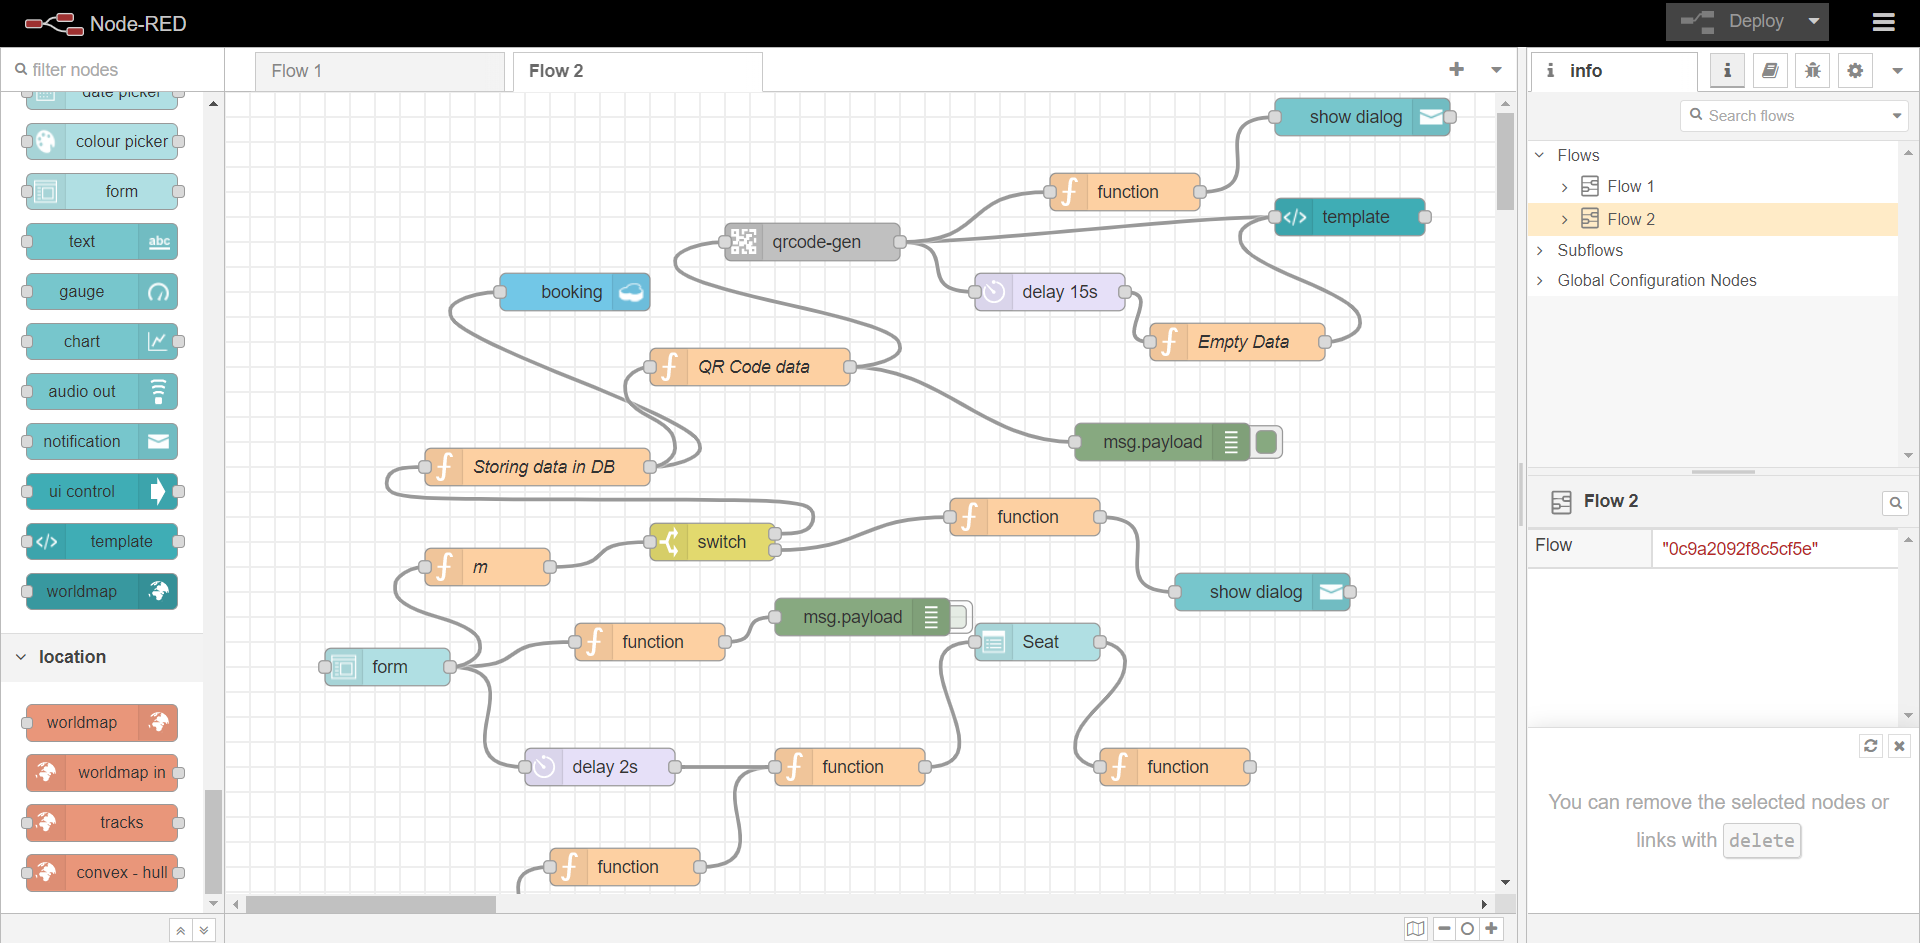 Node-RED
Deploy
filter nodes
Flow 1
Flow 2
info
date picker
colour picker
form
text
abc
gauge
chart
audio out
notification
ui control
template
worldmap
location
worldmap
worldmap in
tracks
convex - hull
show dialog
function
template
qrcode-gen
booking
delay 15s
Empty Data
QR Code data
msg.payload
Storing data in DB
function
switch
m
show dialog
msg.payload
function
Seat
form
delay 2s
function
function
function
Search flows
Flows
Flow 1
Flow 2
Subflows
Global Configuration Nodes
Flow 2
Flow
"0c9a2092f8c5cf5e"
You can remove the selected nodes or
links with delete